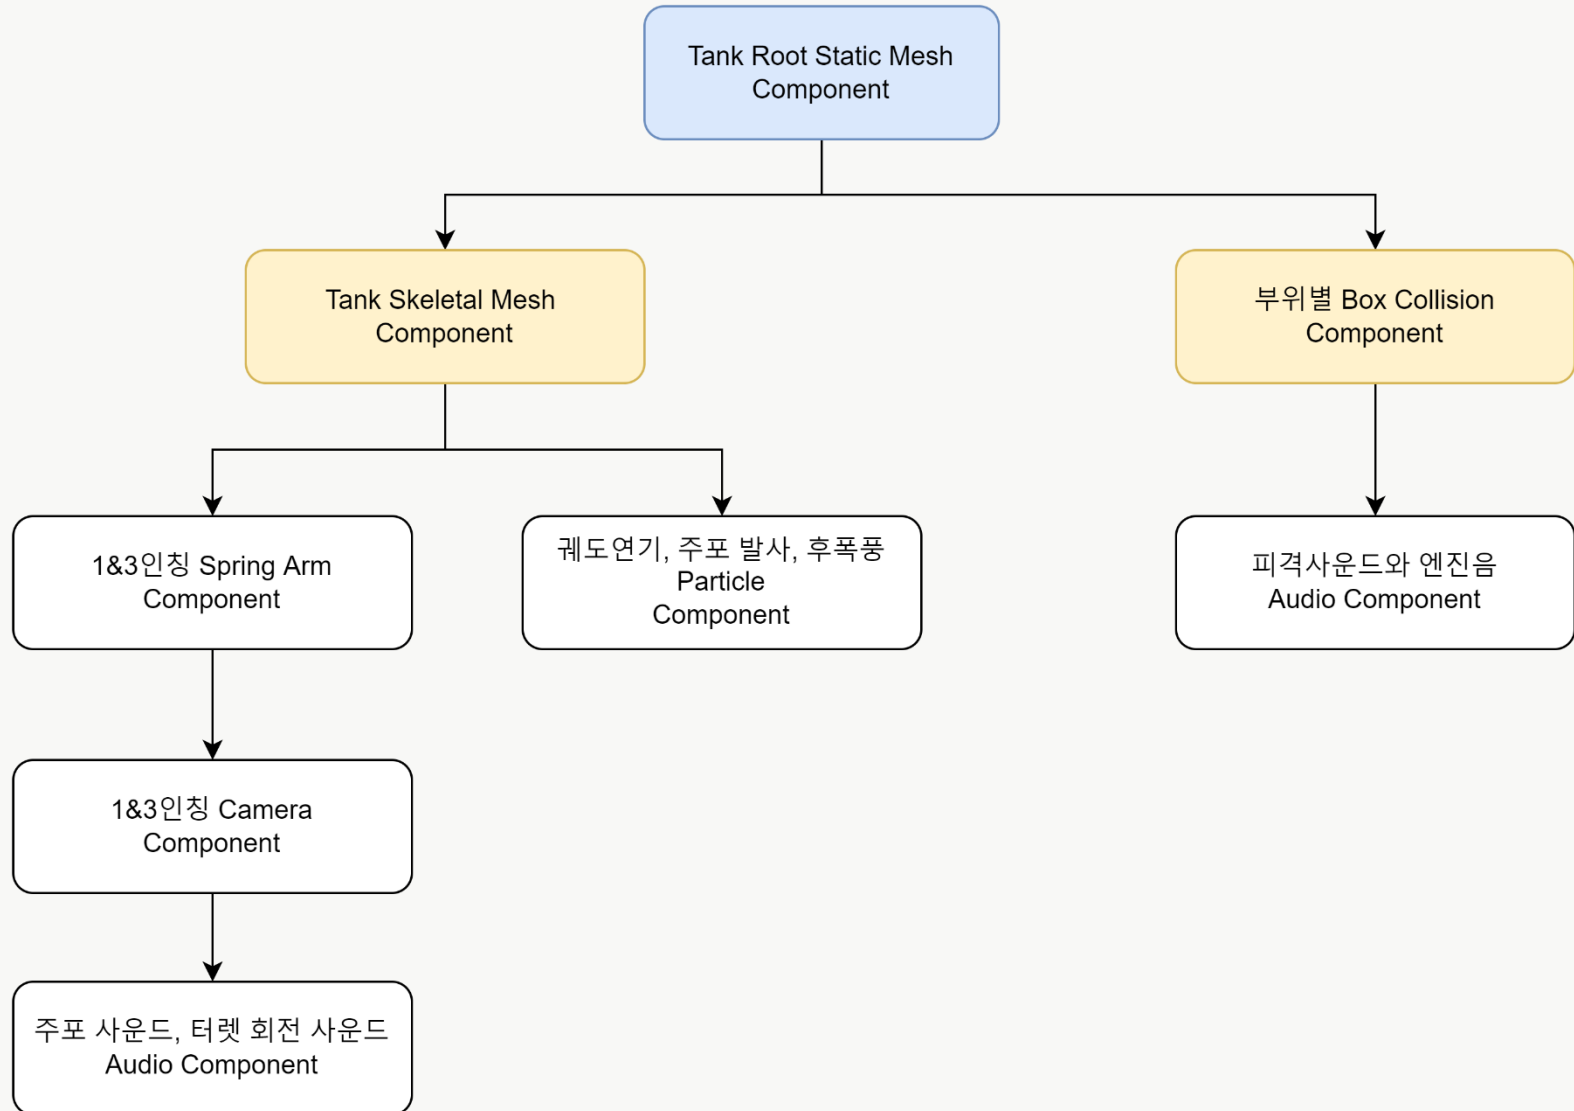 Tank Root Static Mesh
Component
Tank Skeletal Mesh
Component
부위별 Box Collision
Component
1&3인칭 Spring Arm
Component
궤도연기, 주포 발사, 후폭풍
Particle
Component
피격사운드와 엔진음
Audio Component
1&3인칭 Camera
Component
주포 사운드, 터렛 회전 사운드
Audio Component